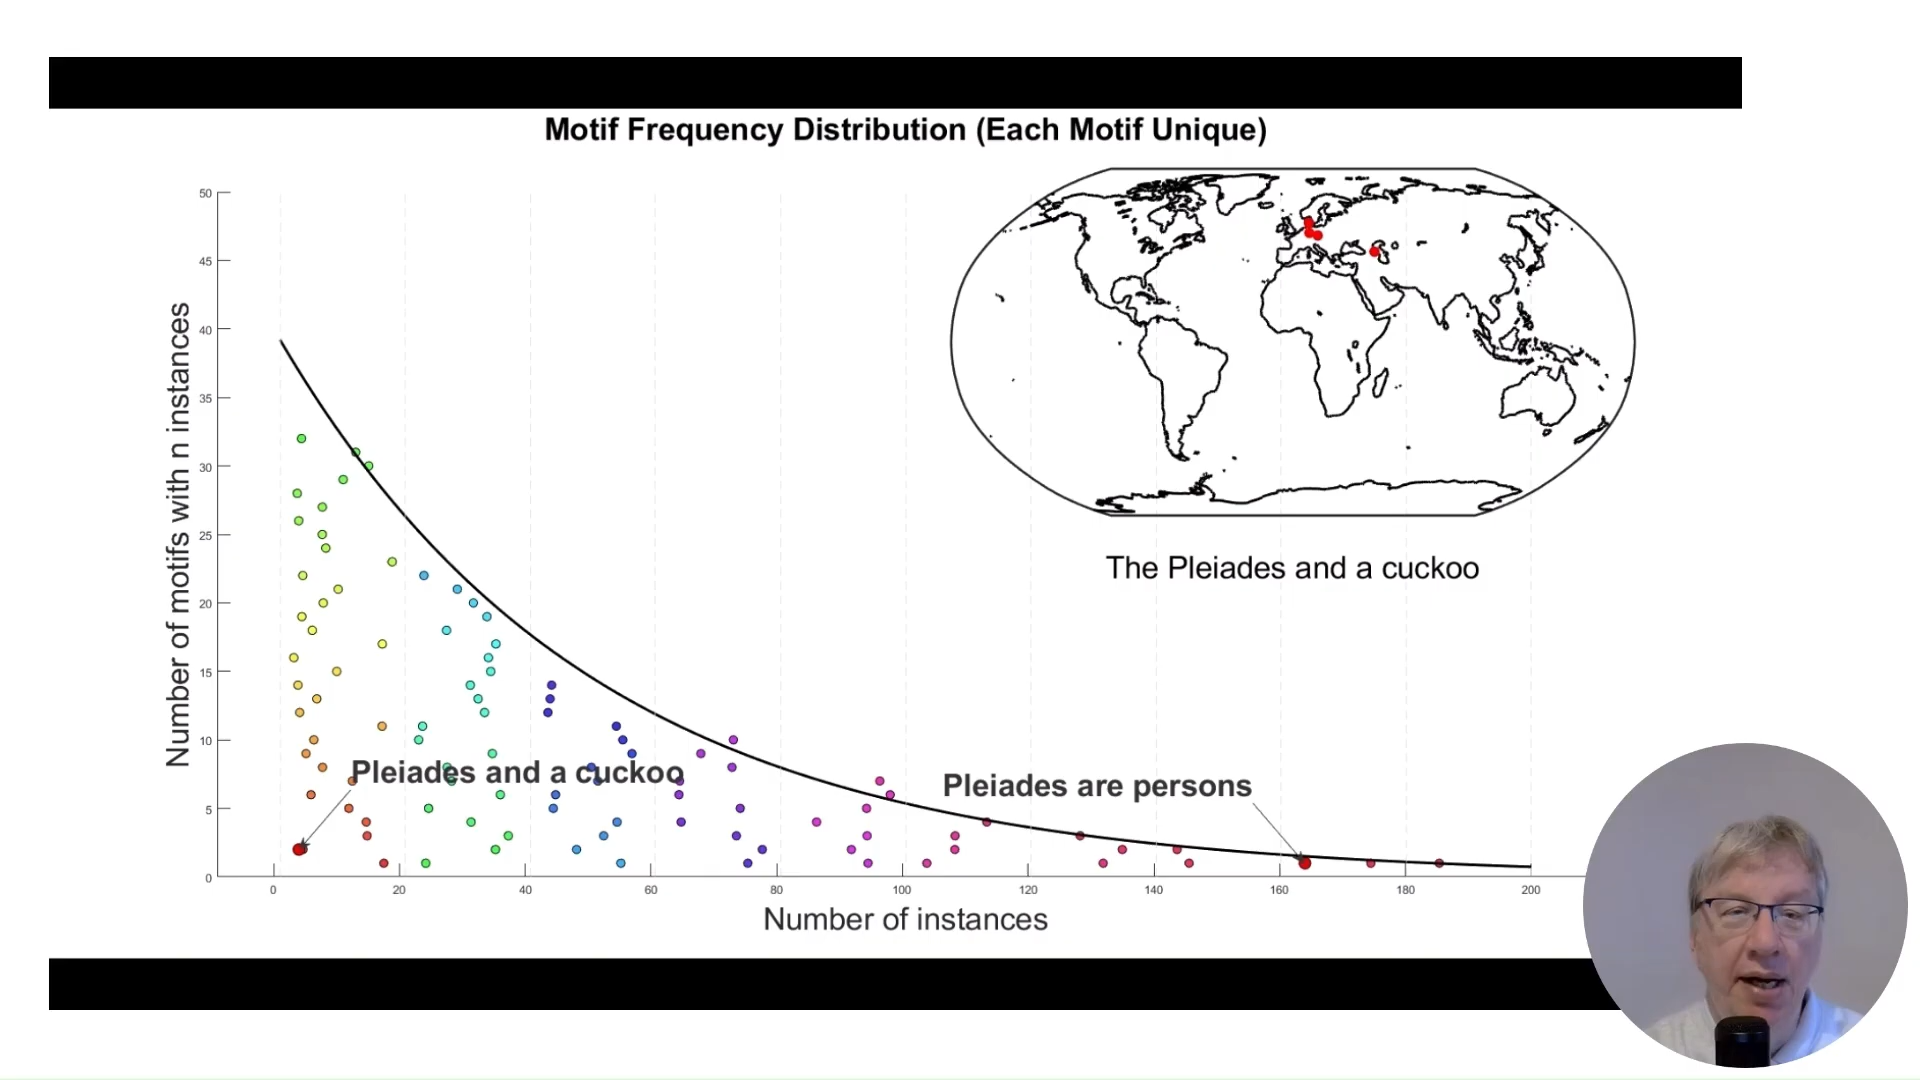 Motif Frequency Distribution (Each Motif Unique)
Number of motifs with n instances
50
45
40
35
30
25
20
15
10
5
0
The Pleiades and a cuckoo
Pleiades and a cuckoo
Pleiades are persons
0 20 40 60 80 100 120 140 160 180 200
Number of instances